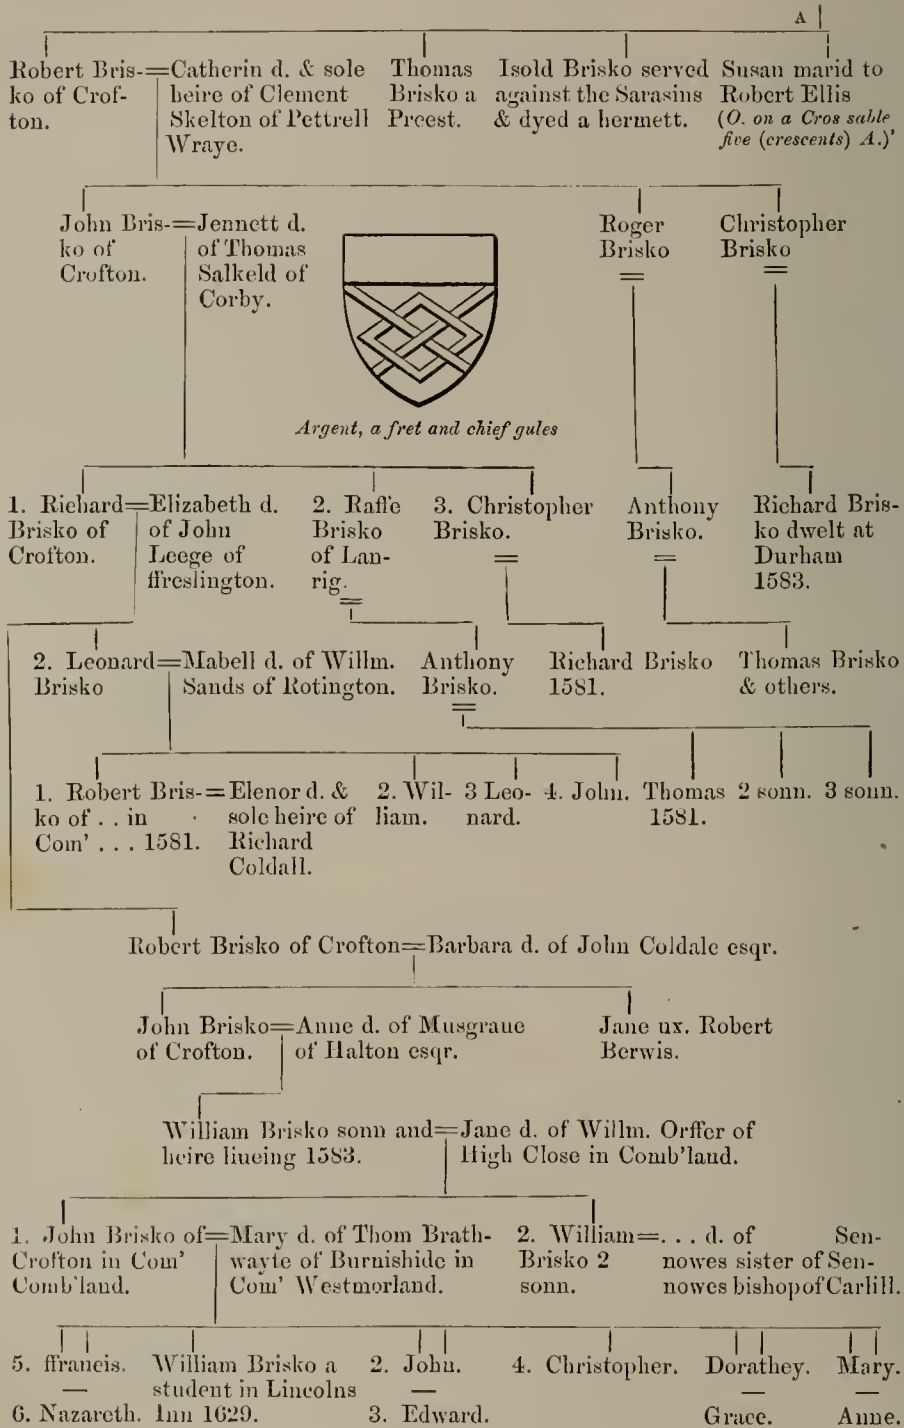 A
Robert Bris-=Catherin d. & sole
ko of Crof- heire of Clement
ton. Skelton of Pettrell
Wraye.
Thomas
Brisko a
Preest.
Isold Brisko served
against the Sarasins
& dyed a hermett.
Susan marid to
Robert Ellis
(O. on a Cros sable
five (crescents) A.)'
John Bris-=Jennett d.
ko of of Thomas
Crofton. Salkeld of
Corby.
Roger
Brisko
=
Christopher
Brisko
=
Argent, a fret and chief gules
1. Richard=Elizabeth d.
Brisko of of John
Crofton. Leege of
ffreslington.
2. Raffe
Brisko
of Lan-
rig.
=
3. Christopher
Brisko.
=
Anthony
Brisko.
=
Richard Bris-
ko dwelt at
Durham
1583.
2. Leonard=Mabell d. of Willm.
Brisko Sands of Rotington.
Anthony
Brisko.
=
Richard Brisko
1581.
Thomas Brisko
& others.
1. Robert Bris-=Elenor d. &
ko of . . in sole heire of
Com' . . . 1581. Richard
Coldall.
2. Wil-
liam.
3 Leo-
nard.
4. John.
Thomas
1581.
2 sonn.
3 sonn.
Robert Brisko of Crofton=Barbara d. of John Coldale esqr.
John Brisko=Anne d. of Musgraue
of Crofton. of Halton esqr.
Jane ux. Robert
Berwis.
William Brisko sonn and=Jane d. of Willm. Orffer of
heire liueing 1583. High Close in Comb'land.
1. John Brisko of=Mary d. of Thom Brath-
Crofton in Com' wayte of Burnishide in
Comb'land. Com' Westmorland.
2. William=. . . d. of Sen-
Brisko 2 nowes sister of Sen-
sonn. nowes bishop of Carlill.
5. ffrancis.
—
6. Nazareth.
William Brisko a
student in Lincolns
Inn 1629.
2. John.
—
3. Edward.
4. Christopher.
Dorathey.
—
Grace.
Mary.
—
Anne.